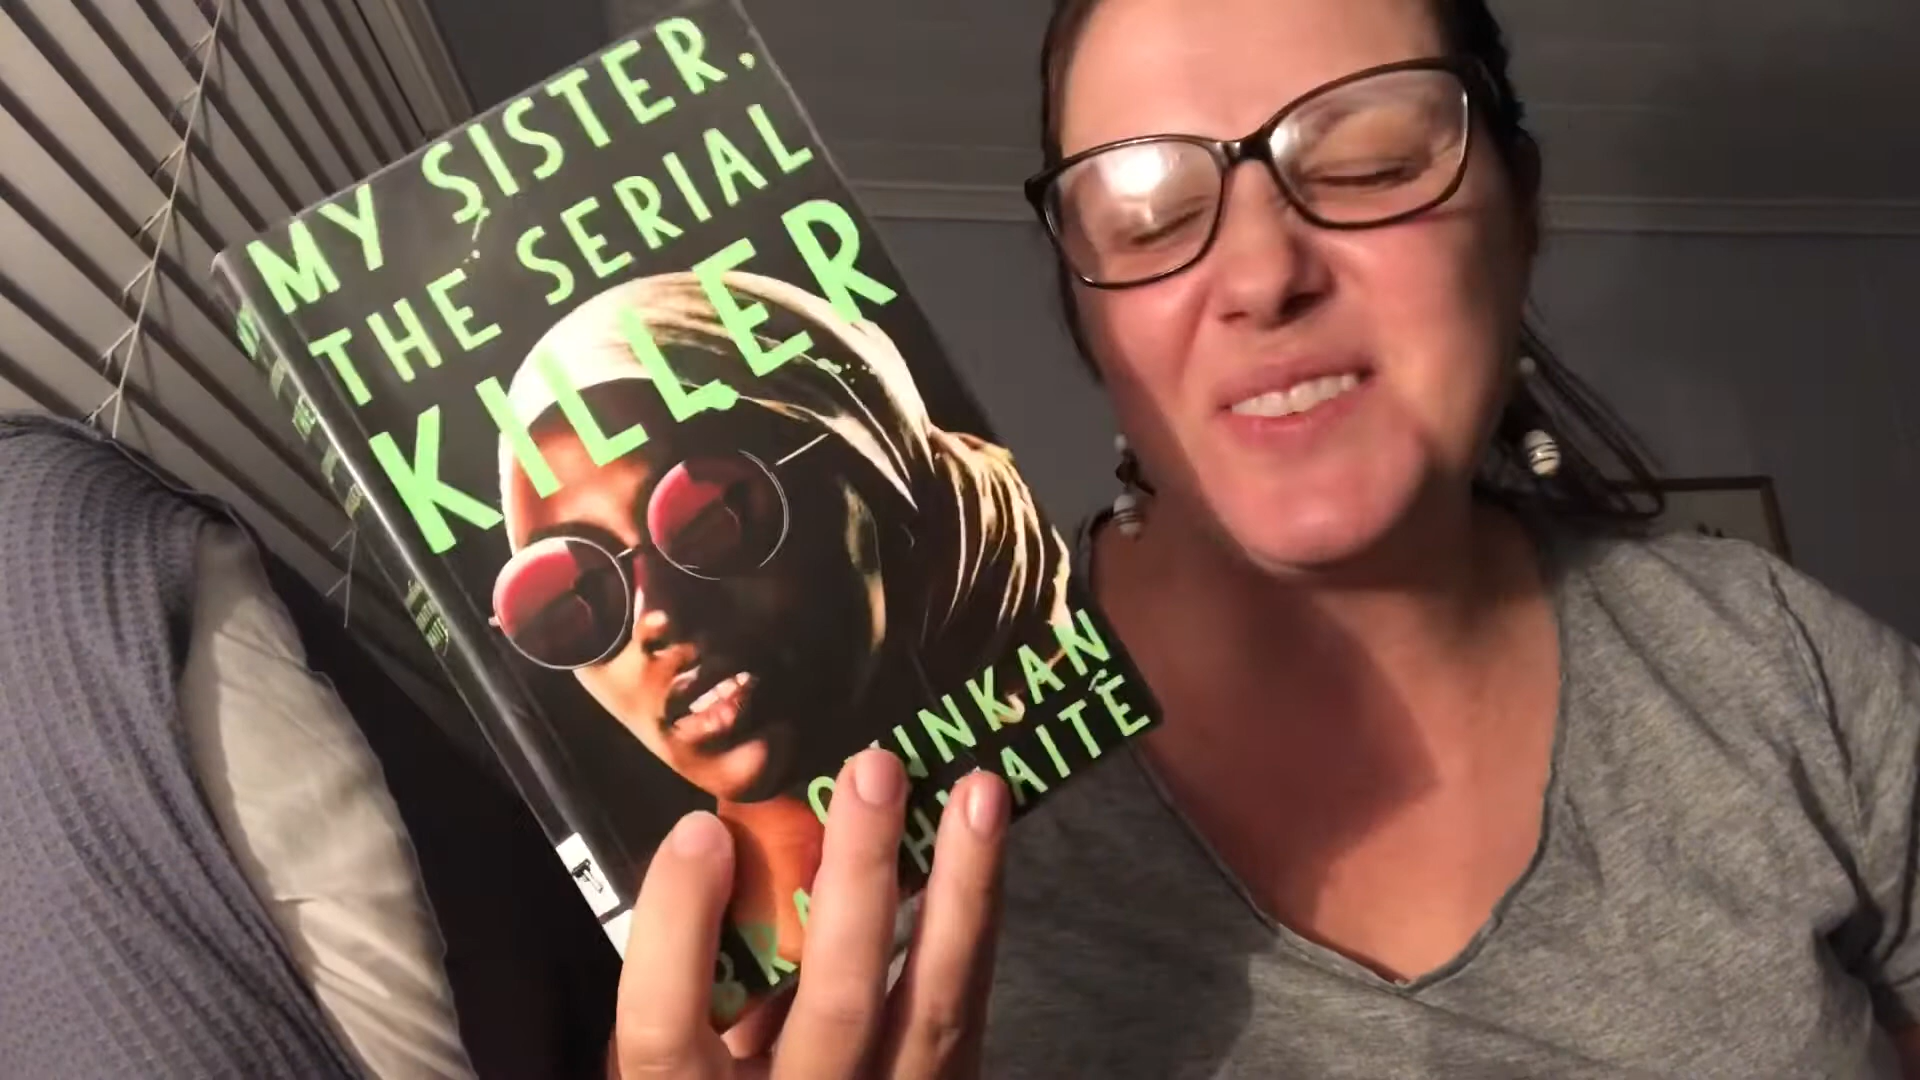 MY SISTER,
THE SERIAL
KILLER
OYINKAN
BRAITHWAITE